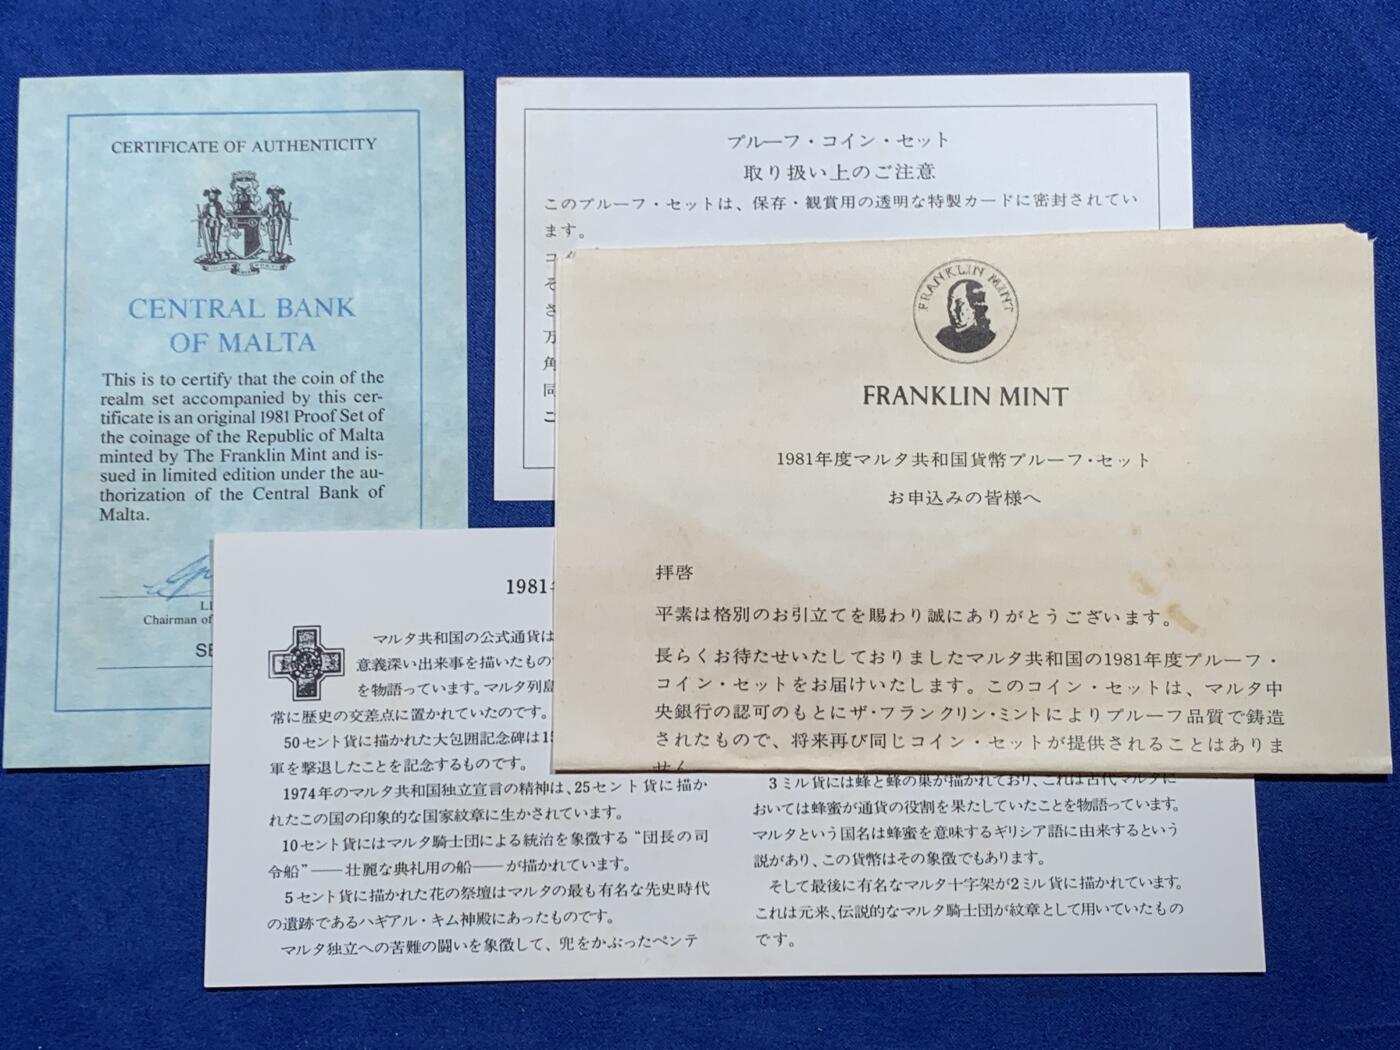 CERTIFICATE OF AUTHENTICITY
CENTRAL BANK
OF MALTA
This is to certify that the coin of the
realm set accompanied by this cer-
tificate is an original 1981 Proof Set of
the coinage of the Republic of Malta
minted by The Franklin Mint and is-
sued in limited edition under the au-
thorization of the Central Bank of
Malta.
Chairman of
プルーフ・コイン・セット
取り扱い上のご注意
このプルーフ・セットは、保存・観賞用の透明な特製カードに密封されてい
ます。
そ
さ
万
角
同
こ
FRANKLIN MINT
FRANKLIN MINT
1981年度マルタ共和国貨幣プルーフ・セット
お申込みの皆様へ
拝啓
平素は格別のお引立てを賜わり誠にありがとうございます。
長らくお待たせいたしておりましたマルタ共和国の1981年度プルーフ・
コイン・セットをお届けいたします。このコイン・セットは、マルタ中
央銀行の認可のもとにザ・フランクリン・ミントによりプルーフ品質で鋳造
されたもので、将来再び同じコイン・セットが提供されることはありま
せん
1981
マルタ共和国の公式通貨は
意義深い出来事を描いたもの
を物語っています。マルタ列島
常に歴史の交差点に置かれていたのです。
50セント貨に描かれた大包囲記念碑は15
軍を撃退したことを記念するものです。
1974年のマルタ共和国独立宣言の精神は、25セント貨に描か
れたこの国の印象的な国家紋章に生かされています。
10セント貨にはマルタ騎士団による統治を象徴する“団長の司
令船”――壮麗な典礼用の船――が描かれています。
5セント貨に描かれた花の祭壇はマルタの最も有名な先史時代
の遺跡であるハギアル・キム神殿にあったものです。
マルタ独立への苦難の闘いを象徴して、兜をかぶったペンテ
3ミル貨には蜂と蜂の巣が描かれており、これは古代マルタに
おいては蜂蜜が通貨の役割を果たしていたことを物語っています。
マルタという国名は蜂蜜を意味するギリシア語に由来するという
説があり、この貨幣はその象徴でもあります。
そして最後に有名なマルタ十字架が2ミル貨に描かれています。
これは元来、伝説的なマルタ騎士団が紋章として用いていたもの
です。